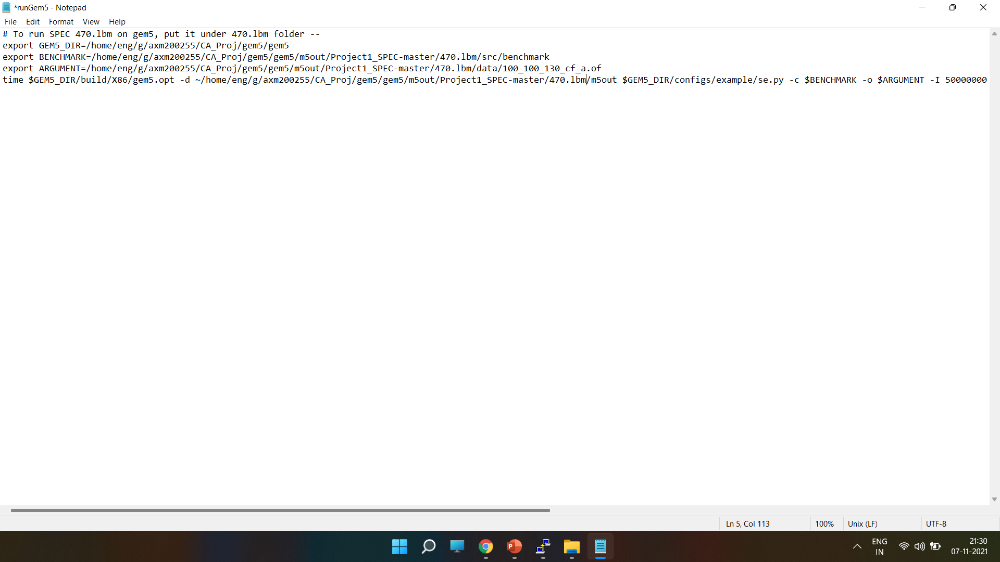 *runGem5 - Notepad
File Edit Format View Help
# To run SPEC 470.lbm on gem5, put it under 470.lbm folder --
export GEM5_DIR=/home/eng/g/axm200255/CA_Proj/gem5/gem5
export BENCHMARK=/home/eng/g/axm200255/CA_Proj/gem5/gem5/m5out/Project1_SPEC-master/470.lbm/src/benchmark
export ARGUMENT=/home/eng/g/axm200255/CA_Proj/gem5/gem5/m5out/Project1_SPEC-master/470.lbm/data/100_100_130_cf_a.of
time $GEM5_DIR/build/X86/gem5.opt -d ~/home/eng/g/axm200255/CA_Proj/gem5/gem5/m5out/Project1_SPEC-master/470.lbm/m5out $GEM5_DIR/configs/example/se.py -c $BENCHMARK -o $ARGUMENT -I 50000000
Ln 5, Col 113 100% Unix (LF) UTF-8
P
ENG
IN
21:30
07-11-2021